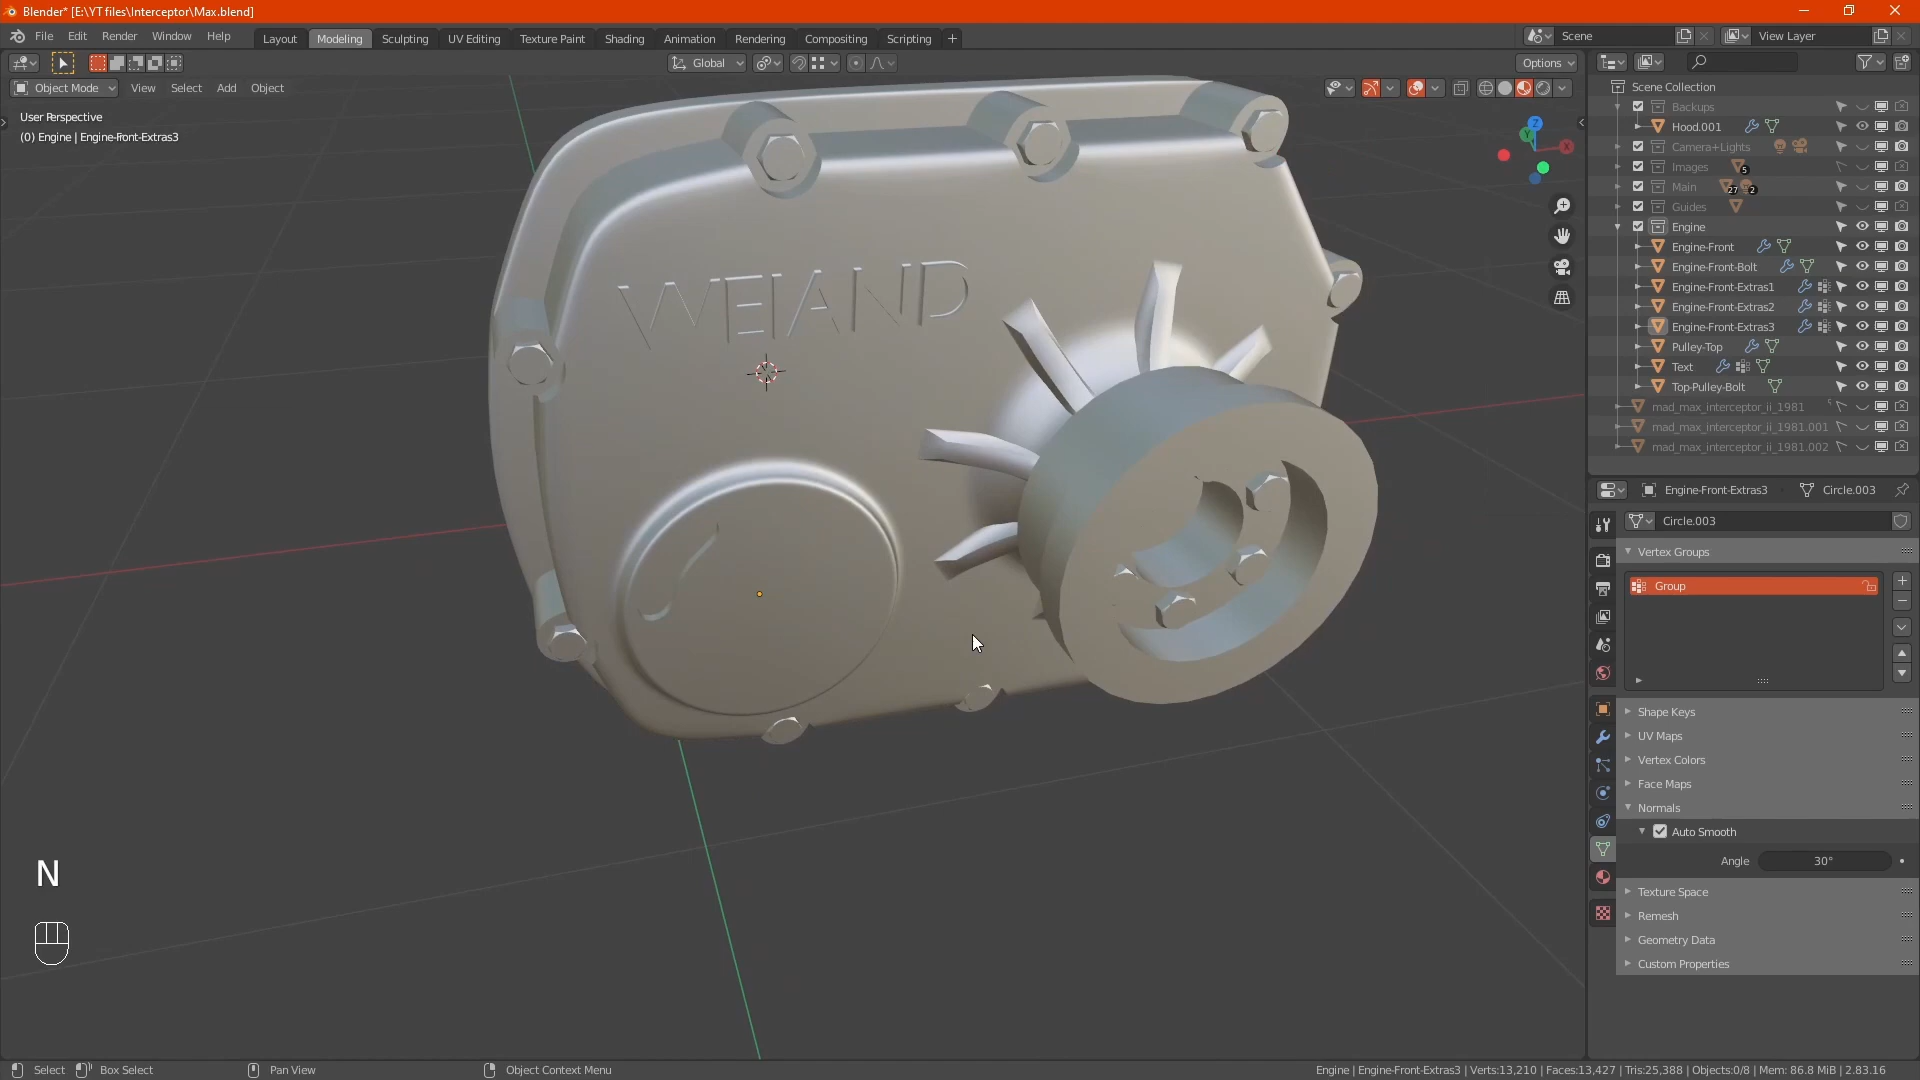 Blender* [E:\YT files\Interceptor\Max.blend]
File Edit Render Window Help
Layout Modeling Sculpting UV Editing Texture Paint Shading Animation Rendering Compositing Scripting +
Scene
View Layer
Global
Options
Object Mode View Select Add Object
User Perspective
(0) Engine | Engine-Front-Extras3
WEIAND
Z
Y
X
N
Scene Collection
Backups
Hood.001
Camera+Lights
Images 5
Main 27 2
Guides
Engine
Engine-Front
Engine-Front-Bolt
Engine-Front-Extras1
Engine-Front-Extras2
Engine-Front-Extras3
Pulley-Top
Text
Top-Pulley-Bolt
mad_max_interceptor_ii_1981
mad_max_interceptor_ii_1981.001
mad_max_interceptor_ii_1981.002
Engine-Front-Extras3 Circle.003
Circle.003
Vertex Groups
Group
Shape Keys
UV Maps
Vertex Colors
Face Maps
Normals
Auto Smooth
Angle 30°
Texture Space
Remesh
Geometry Data
Custom Properties
Select Box Select Pan View Object Context Menu
Engine | Engine-Front-Extras3 | Verts:13,210 | Faces:13,427 | Tris:25,388 | Objects:0/8 | Mem: 86.8 MiB | 2.83.16